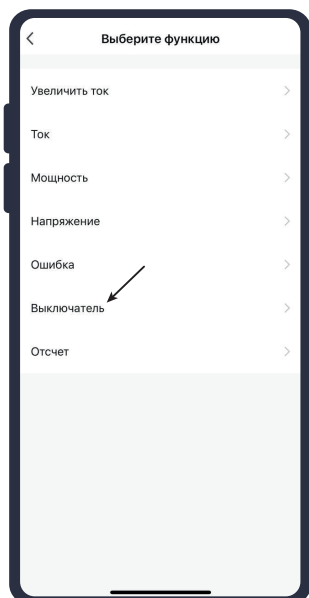 Выберите функцию
Увеличить ток
Ток
Мощность
Напряжение
Ошибка
Выключатель
Отсчет